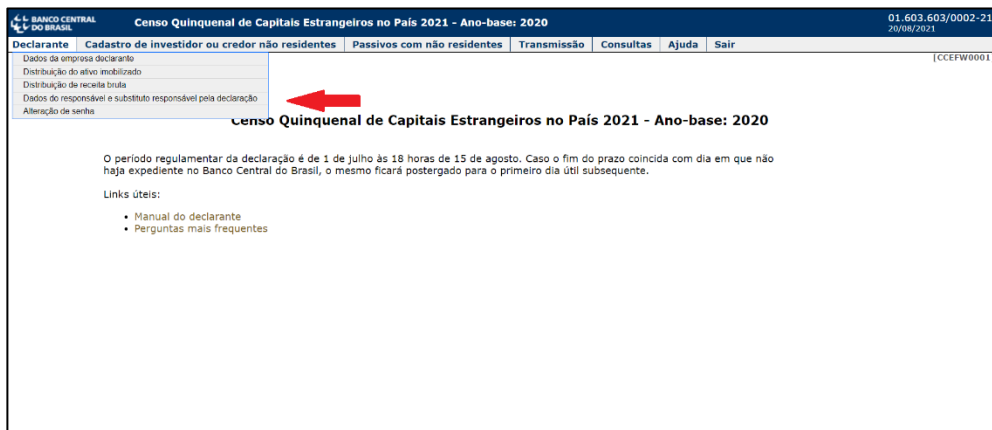 BANCO CENTRAL
DO BRASIL
Censo Quinquenal de Capitais Estrangeiros no País 2021 - Ano-base: 2020
01.603.603/0002-21
20/08/2021
Declarante Cadastro de investidor ou credor não residentes Passivos com não residentes Transmissão Consultas Ajuda Sair
[CCEFW0001
Dados da empresa declarante
Distribuição do ativo imobilizado
Distribuição de receita bruta
Dados do responsável e substituto responsável pela declaração
Alteração de senha
Censo Quinquenal de Capitais Estrangeiros no País 2021 - Ano-base: 2020
O período regulamentar da declaração é de 1 de julho às 18 horas de 15 de agosto. Caso o fim do prazo coincida com dia em que não
haja expediente no Banco Central do Brasil, o mesmo ficará postergado para o primeiro dia útil subsequente.
Links úteis:
• Manual do declarante
• Perguntas mais frequentes